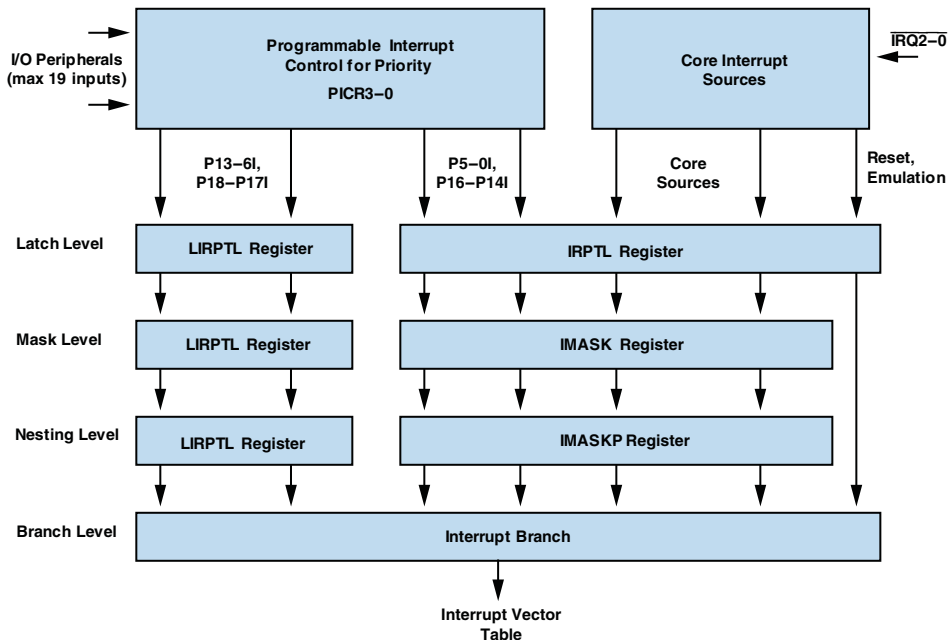 I/O Peripherals
(max 19 inputs)
Programmable Interrupt
Control for Priority
PICR3–0
Core Interrupt
Sources
IRQ2–0
P13–6I,
P18–P17I
P5–0I,
P16–P14I
Core
Sources
Reset,
Emulation
Latch Level
LIRPTL Register
IRPTL Register
Mask Level
LIRPTL Register
IMASK Register
Nesting Level
LIRPTL Register
IMASKP Register
Branch Level
Interrupt Branch
Interrupt Vector
Table